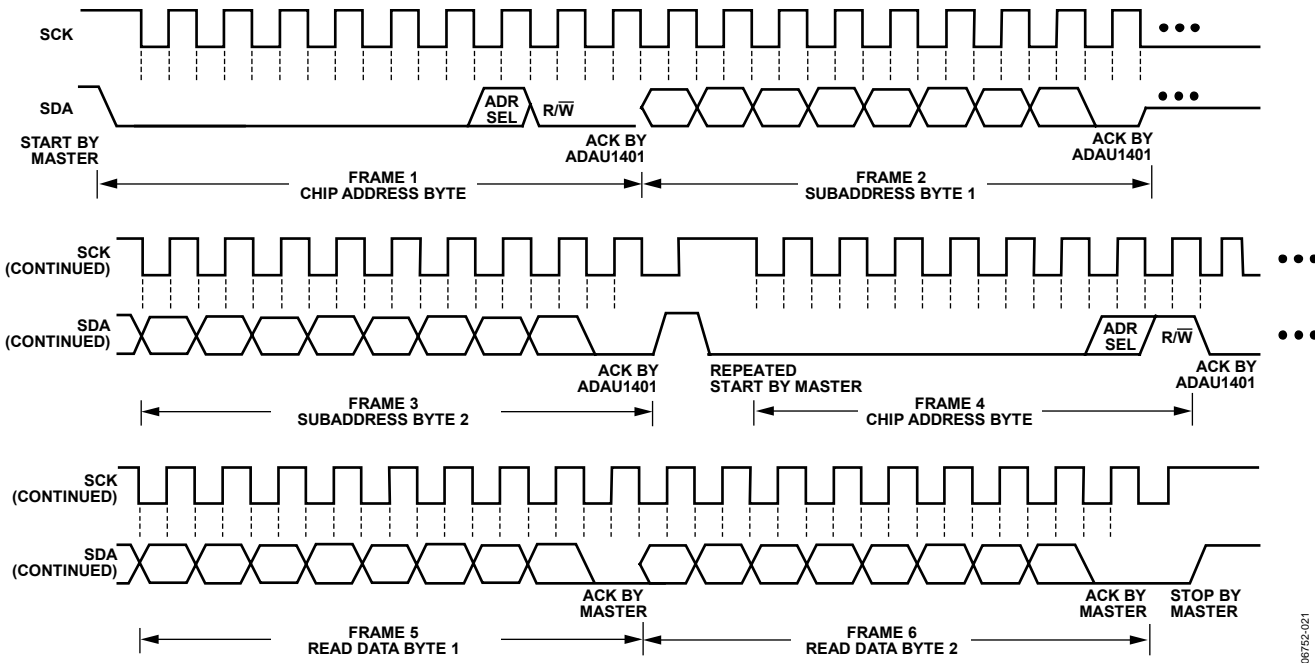 SCK
•••
SDA
ADR
SEL
R/W̅
•••
START BY
MASTER
ACK BY
ADAU1401
ACK BY
ADAU1401
FRAME 1
CHIP ADDRESS BYTE
FRAME 2
SUBADDRESS BYTE 1
SCK
(CONTINUED)
•••
SDA
(CONTINUED)
ADR
SEL
R/W̅
•••
ACK BY
ADAU1401
REPEATED
START BY MASTER
ACK BY
ADAU1401
FRAME 3
SUBADDRESS BYTE 2
FRAME 4
CHIP ADDRESS BYTE
SCK
(CONTINUED)
SDA
(CONTINUED)
ACK BY
MASTER
ACK BY
MASTER
STOP BY
MASTER
FRAME 5
READ DATA BYTE 1
FRAME 6
READ DATA BYTE 2
06752-021